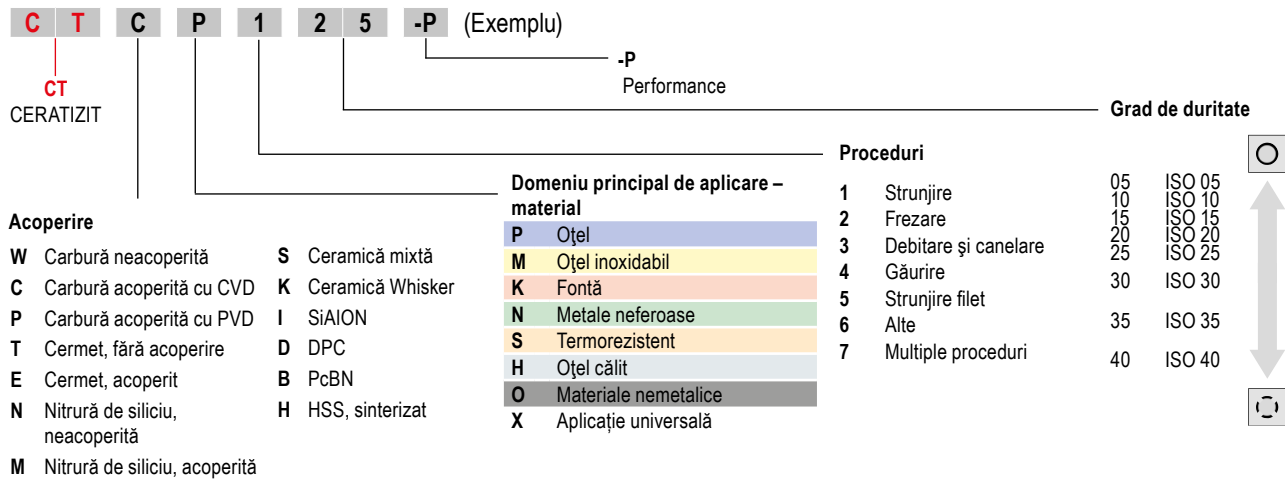 C T C P 1 2 5 -P (Exemplu)
-P
Performance
CT
CERATIZIT
Grad de duritate
Proceduri
1 Strunjire
2 Frezare
3 Debitare şi canelare
4 Găurire
5 Strunjire filet
6 Alte
7 Multiple proceduri
05 ISO 05
10 ISO 10
15 ISO 15
20 ISO 20
25 ISO 25
30 ISO 30
35 ISO 35
40 ISO 40
Domeniu principal de aplicare –
material
P Oţel
M Oţel inoxidabil
K Fontă
N Metale neferoase
S Termorezistent
H Oţel călit
O Materiale nemetalice
X Aplicație universală
Acoperire
W Carbură neacoperită
C Carbură acoperită cu CVD
P Carbură acoperită cu PVD
T Cermet, fără acoperire
E Cermet, acoperit
N Nitrură de siliciu,
neacoperită
M Nitrură de siliciu, acoperită
S Ceramică mixtă
K Ceramică Whisker
I SiAION
D DPC
B PcBN
H HSS, sinterizat